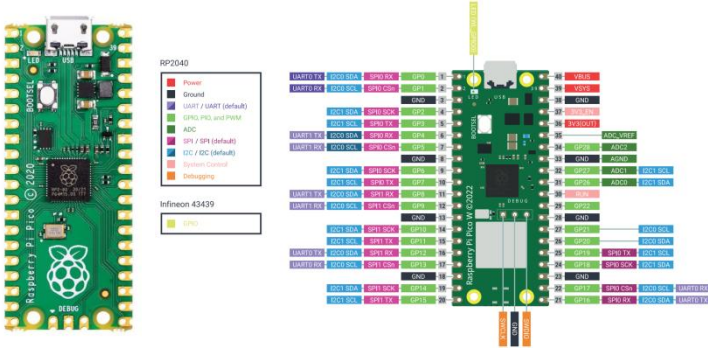 LED USB
BOOTSEL
Raspberry Pi Pico © 2020
DEBUG
RP2040
Power
Ground
UART / UART (default)
GPIO, PIO, and PWM
ADC
SPI / SPI (default)
I2C / I2C (default)
System Control
Debugging
Infineon 43439
GPIO
LED USB
BOOTSEL
DEBUG
Raspberry Pi Pico W ©2022
UART0 TX I2C0 SDA SPI0 RX GP0 1 40 VBUS
UART0 RX I2C0 SCL SPI0 CSn GP1 2 39 VSYS
GND 3 38 GND
I2C1 SDA SPI0 SCK GP2 4 37 3V3_EN
I2C1 SCL SPI0 TX GP3 5 36 3V3(OUT)
UART1 TX I2C0 SDA SPI0 RX GP4 6 35 ADC_VREF
UART1 RX I2C0 SCL SPI0 CSn GP5 7 34 GP28 ADC2
GND 8 33 GND AGND
I2C1 SDA SPI0 SCK GP6 9 32 GP27 ADC1 I2C1 SCL
I2C1 SCL SPI0 TX GP7 10 31 GP26 ADC0 I2C1 SDA
UART1 TX I2C0 SDA SPI1 RX GP8 11 30 RUN
UART1 RX I2C0 SCL SPI1 CSn GP9 12 29 GP22
GND 13 28 GND
I2C1 SDA SPI1 SCK GP10 14 27 GP21 I2C0 SCL
I2C1 SCL SPI1 TX GP11 15 26 GP20 I2C0 SDA
UART0 TX I2C0 SDA SPI1 RX GP12 16 25 GP19 SPI0 TX I2C1 SCL
UART0 RX I2C0 SCL SPI1 CSn GP13 17 24 GP18 SPI0 SCK I2C1 SDA
GND 18 23 GND
I2C1 SDA SPI1 SCK GP14 19 22 GP17 SPI0 CSn I2C0 SCL UART0 RX
I2C1 SCL SPI1 TX GP15 20 21 GP16 SPI0 RX I2C0 SDA UART0 TX
SWCLK
GND
SWDIO